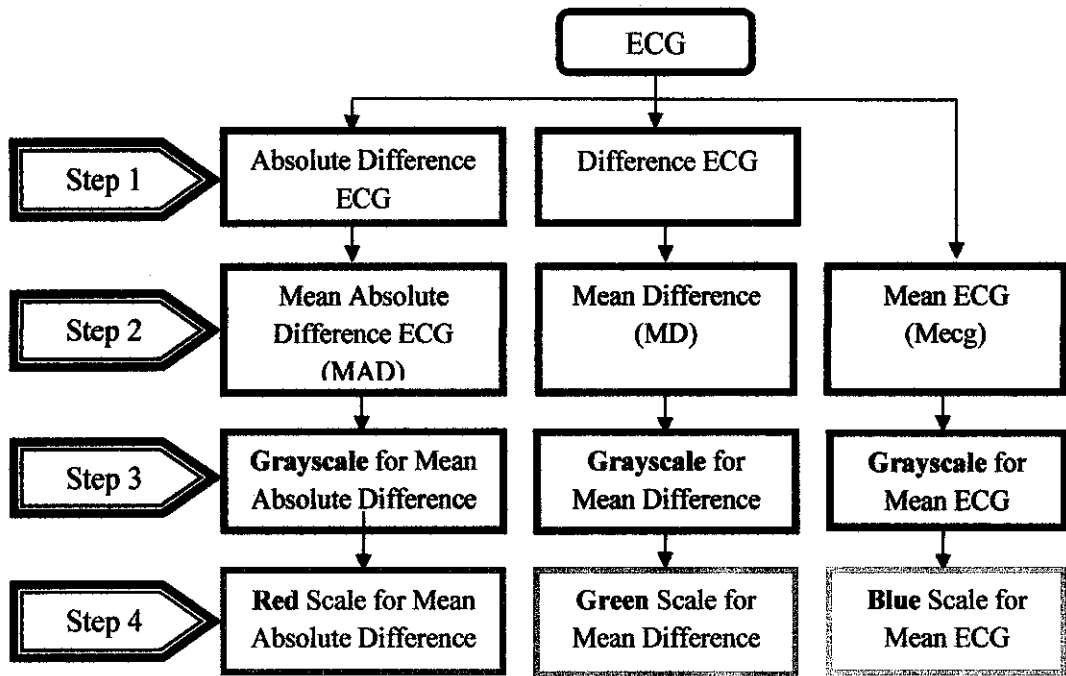 ECG
Step 1
Absolute Difference
ECG
Difference ECG
Step 2
Mean Absolute
Difference ECG
(MAD)
Mean Difference
(MD)
Mean ECG
(Mecg)
Step 3
Grayscale for Mean
Absolute Difference
Grayscale for
Mean Difference
Grayscale for
Mean ECG
Step 4
Red Scale for Mean
Absolute Difference
Green Scale for
Mean Difference
Blue Scale for
Mean ECG